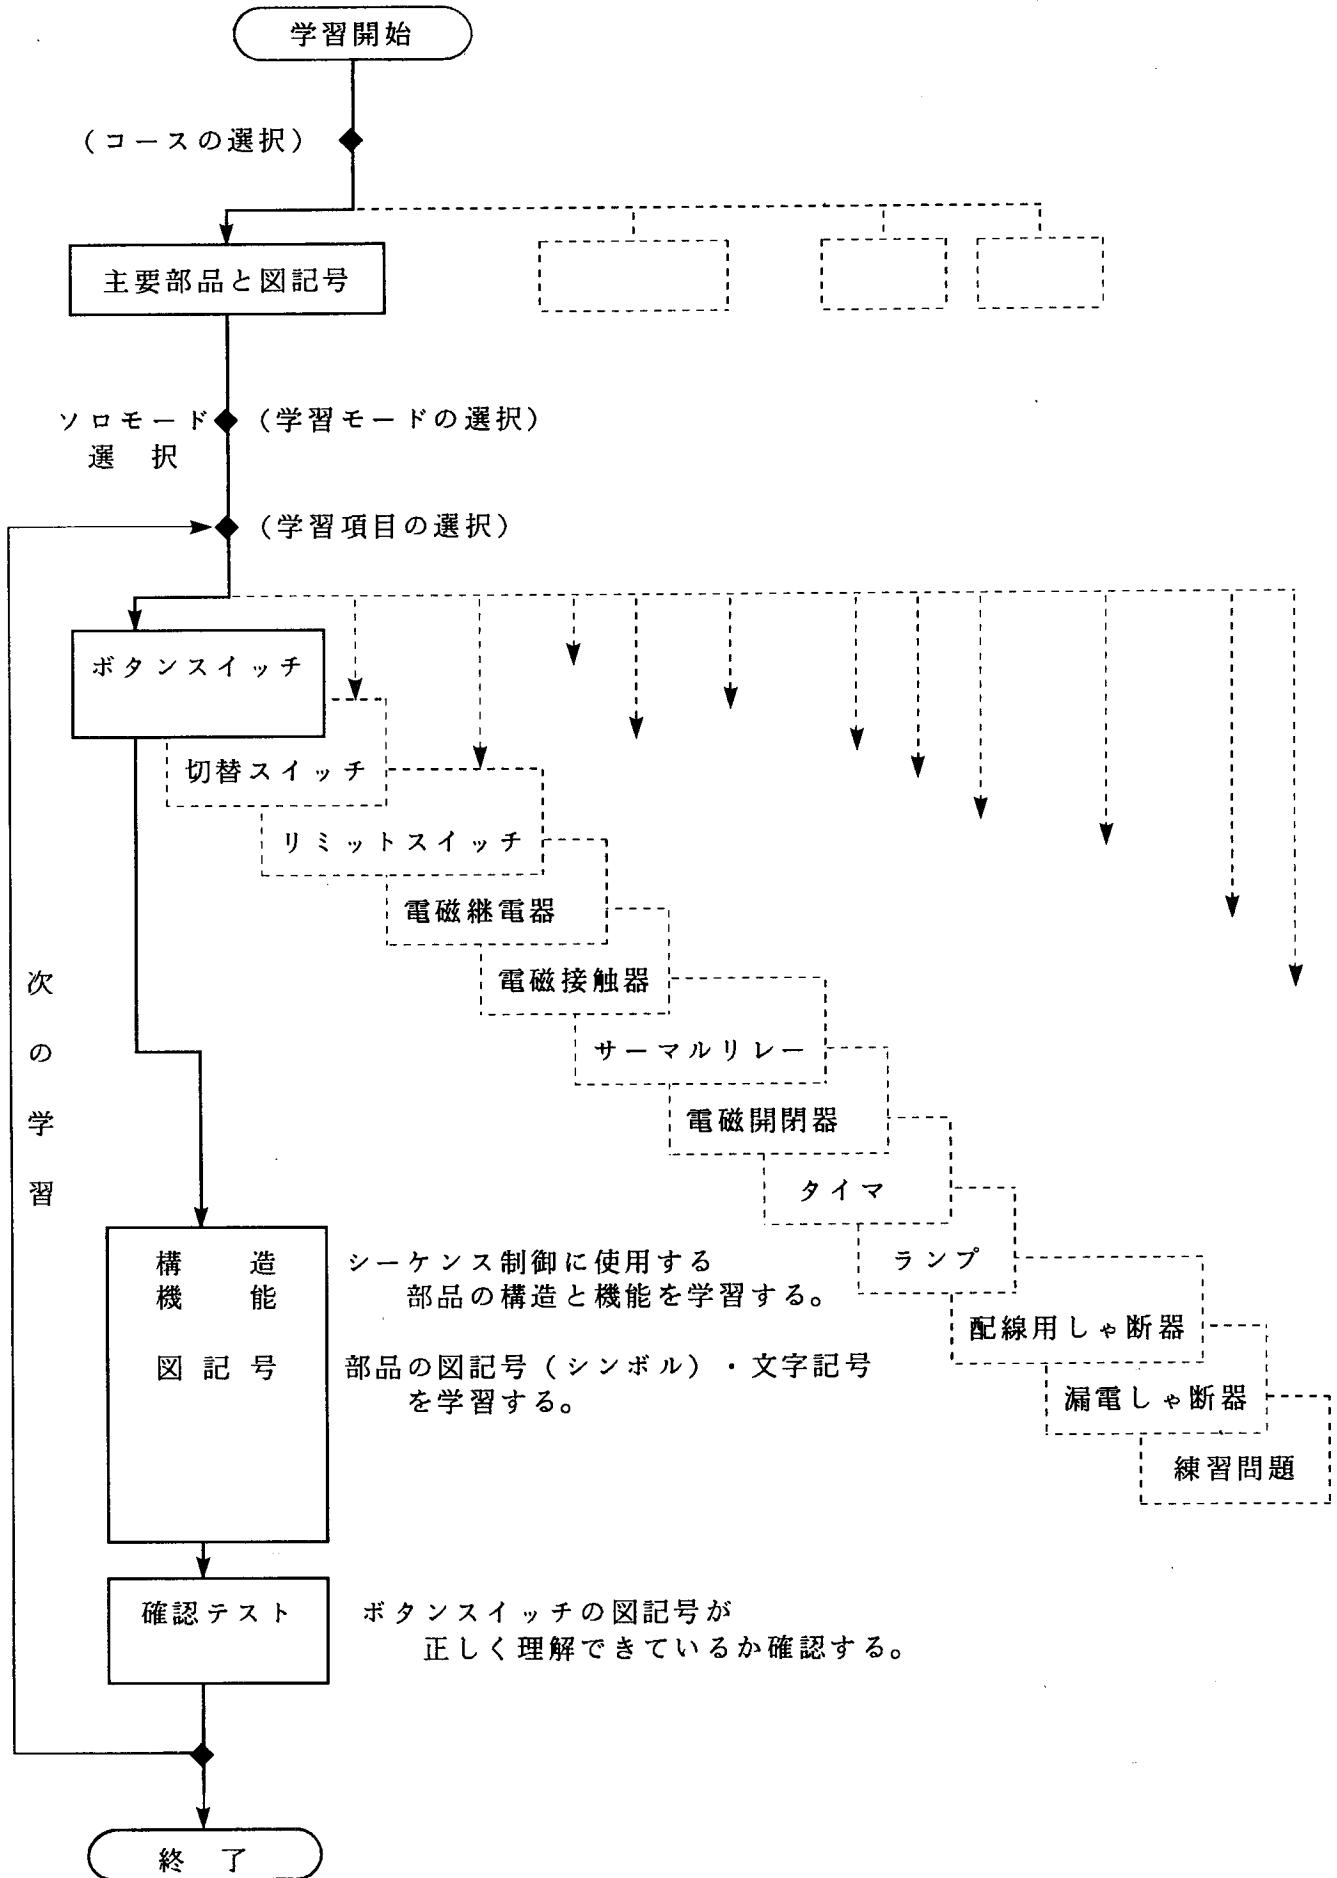 学習開始
(コースの選択)
主要部品と図記号
ソロモード
選 択
(学習モードの選択)
(学習項目の選択)
ボタンスイッチ
切替スイッチ
リミットスイッチ
電磁継電器
電磁接触器
サーマルリレー
電磁開閉器
タイマ
ランプ
配線用しゃ断器
漏電しゃ断器
練習問題
次の学習
構 造
機 能
図 記 号
シーケンス制御に使用する
部品の構造と機能を学習する。
部品の図記号(シンボル)・文字記号
を学習する。
確認テスト
ボタンスイッチの図記号が
正しく理解できているか確認する。
終 了